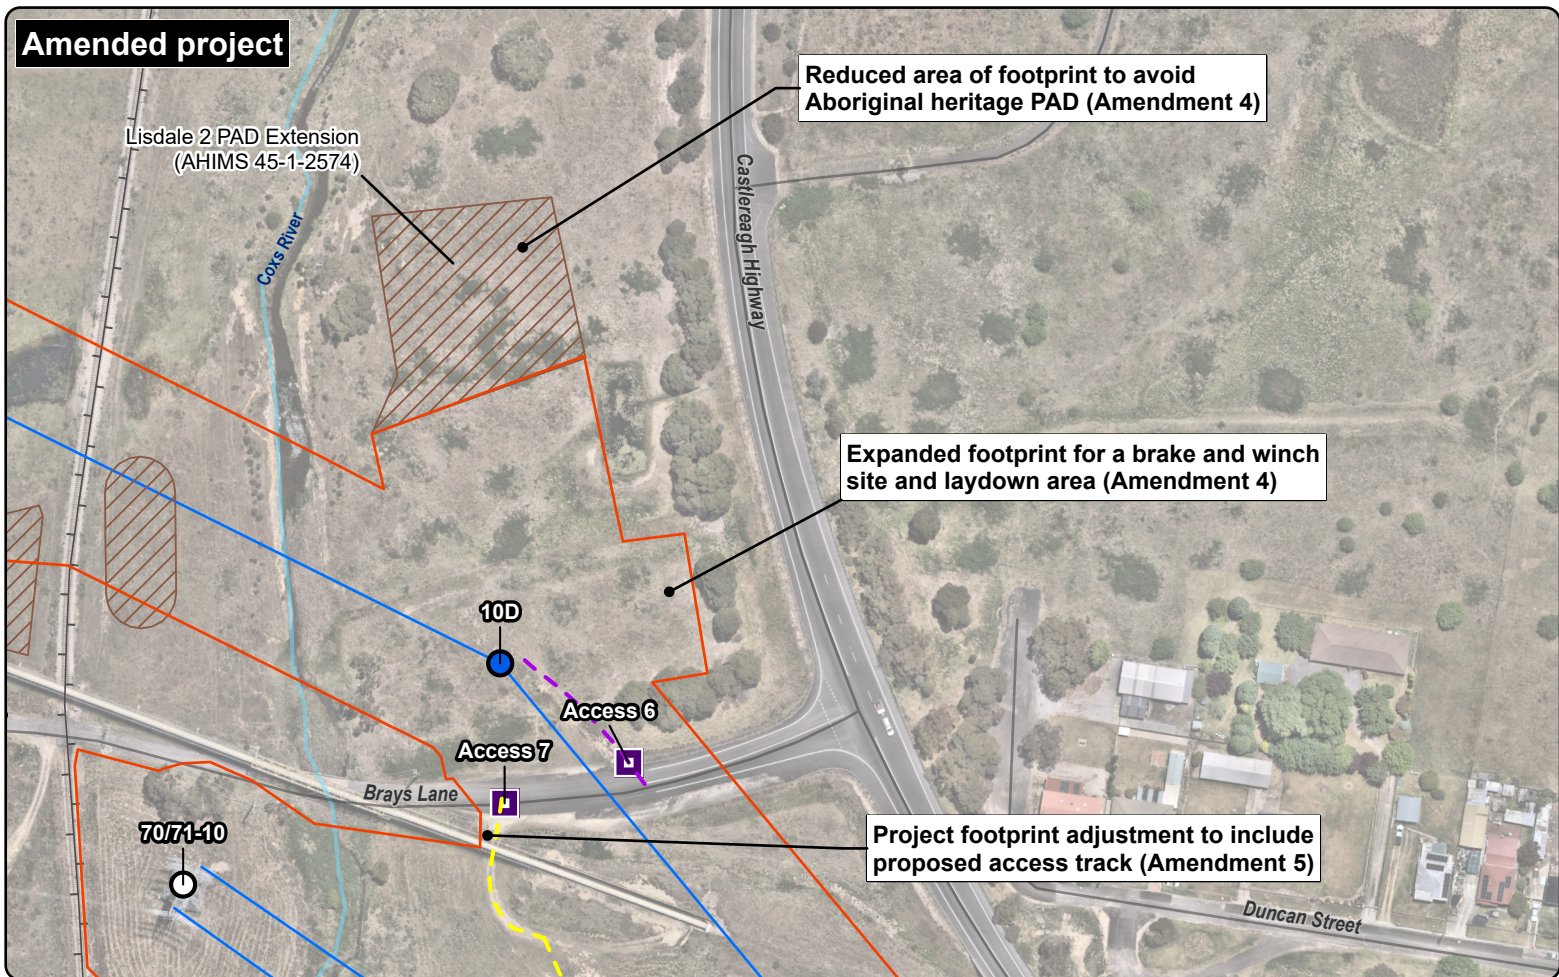 Amended project
Reduced area of footprint to avoid
Aboriginal heritage PAD (Amendment 4)
Lisdale 2 PAD Extension
(AHIMS 45-1-2574)
Coxs River
Castlereagh Highway
Expanded footprint for a brake and winch
site and laydown area (Amendment 4)
10D
Access 6
Access 7
Brays Lane
70/71-10
Project footprint adjustment to include
proposed access track (Amendment 5)
Duncan Street